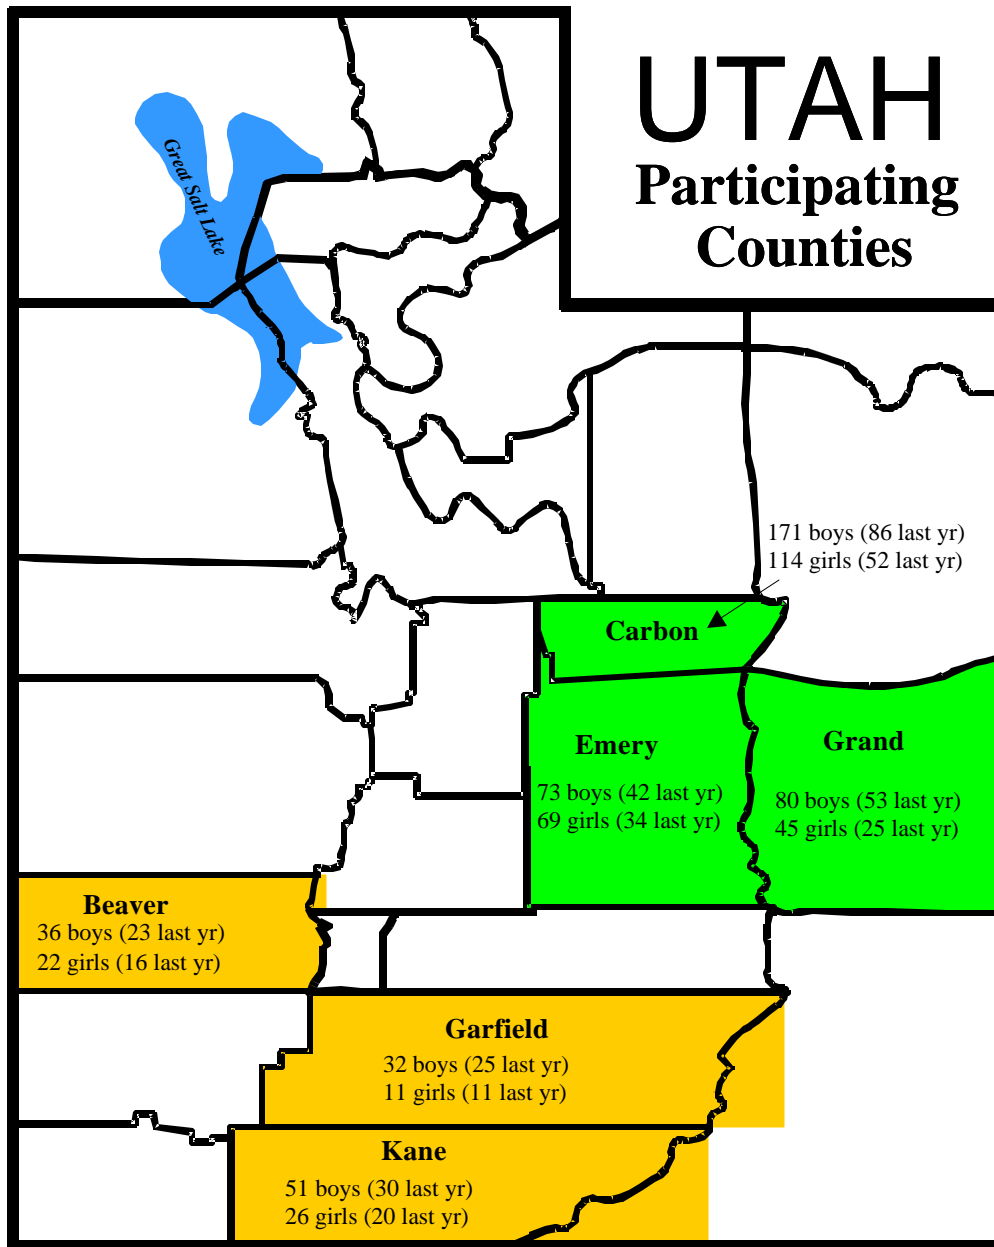 UTAH
Participating
Counties
Great Salt Lake
171 boys (86 last yr)
114 girls (52 last yr)
Carbon
Emery
73 boys (42 last yr)
69 girls (34 last yr)
Grand
80 boys (53 last yr)
45 girls (25 last yr)
Beaver
36 boys (23 last yr)
22 girls (16 last yr)
Garfield
32 boys (25 last yr)
11 girls (11 last yr)
Kane
51 boys (30 last yr)
26 girls (20 last yr)